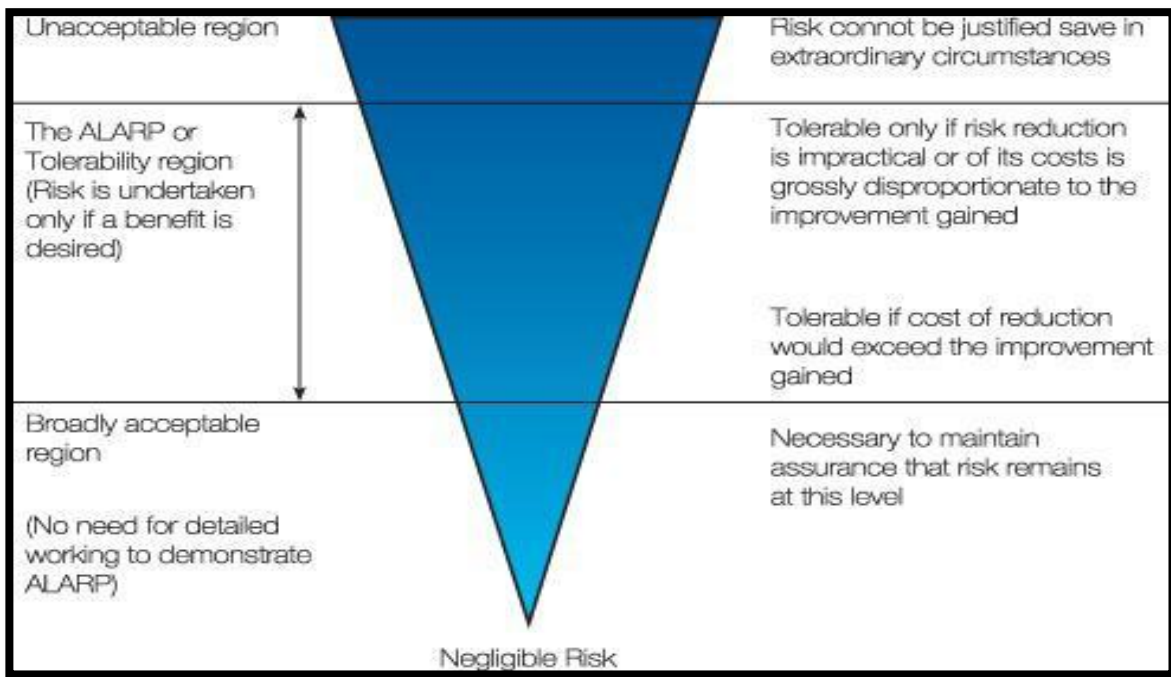 Unacceptable region
Risk connot be justified save in
extraordinary circumstances
The ALARP or
Tolerability region
(Risk is undertaken
only if a benefit is
desired)
Tolerable only if risk reduction
is impractical or of its costs is
grossly disproportionate to the
improvement gained
Tolerable if cost of reduction
would exceed the improvement
gained
Broadly acceptable
region
(No need for detailed
working to demonstrate
ALARP)
Necessary to maintain
assurance that risk remains
at this level
Negligible Risk